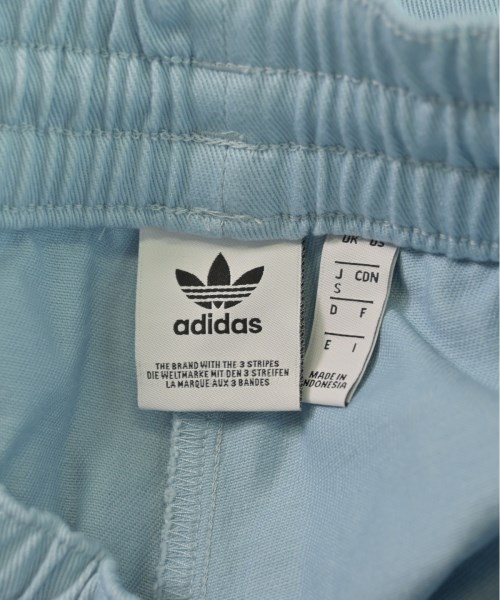 adidas
THE BRAND WITH THE 3 STRIPES
DIE WELTMARKE MIT DEN 3 STREIFEN
LA MARQUE AUX 3 BANDES
UK US
J CDN
S
D F
E I
MADE IN
INDONESIA